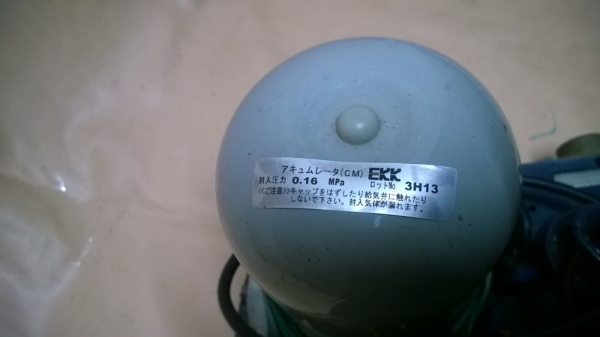 アキュムレータ(CM) EKK
封入圧力 0.16 MPa ロットNo 3H13
<<ご注意>>キャップをはずしたり給気弁に触れたり
しないで下さい。封入気体が漏れます。